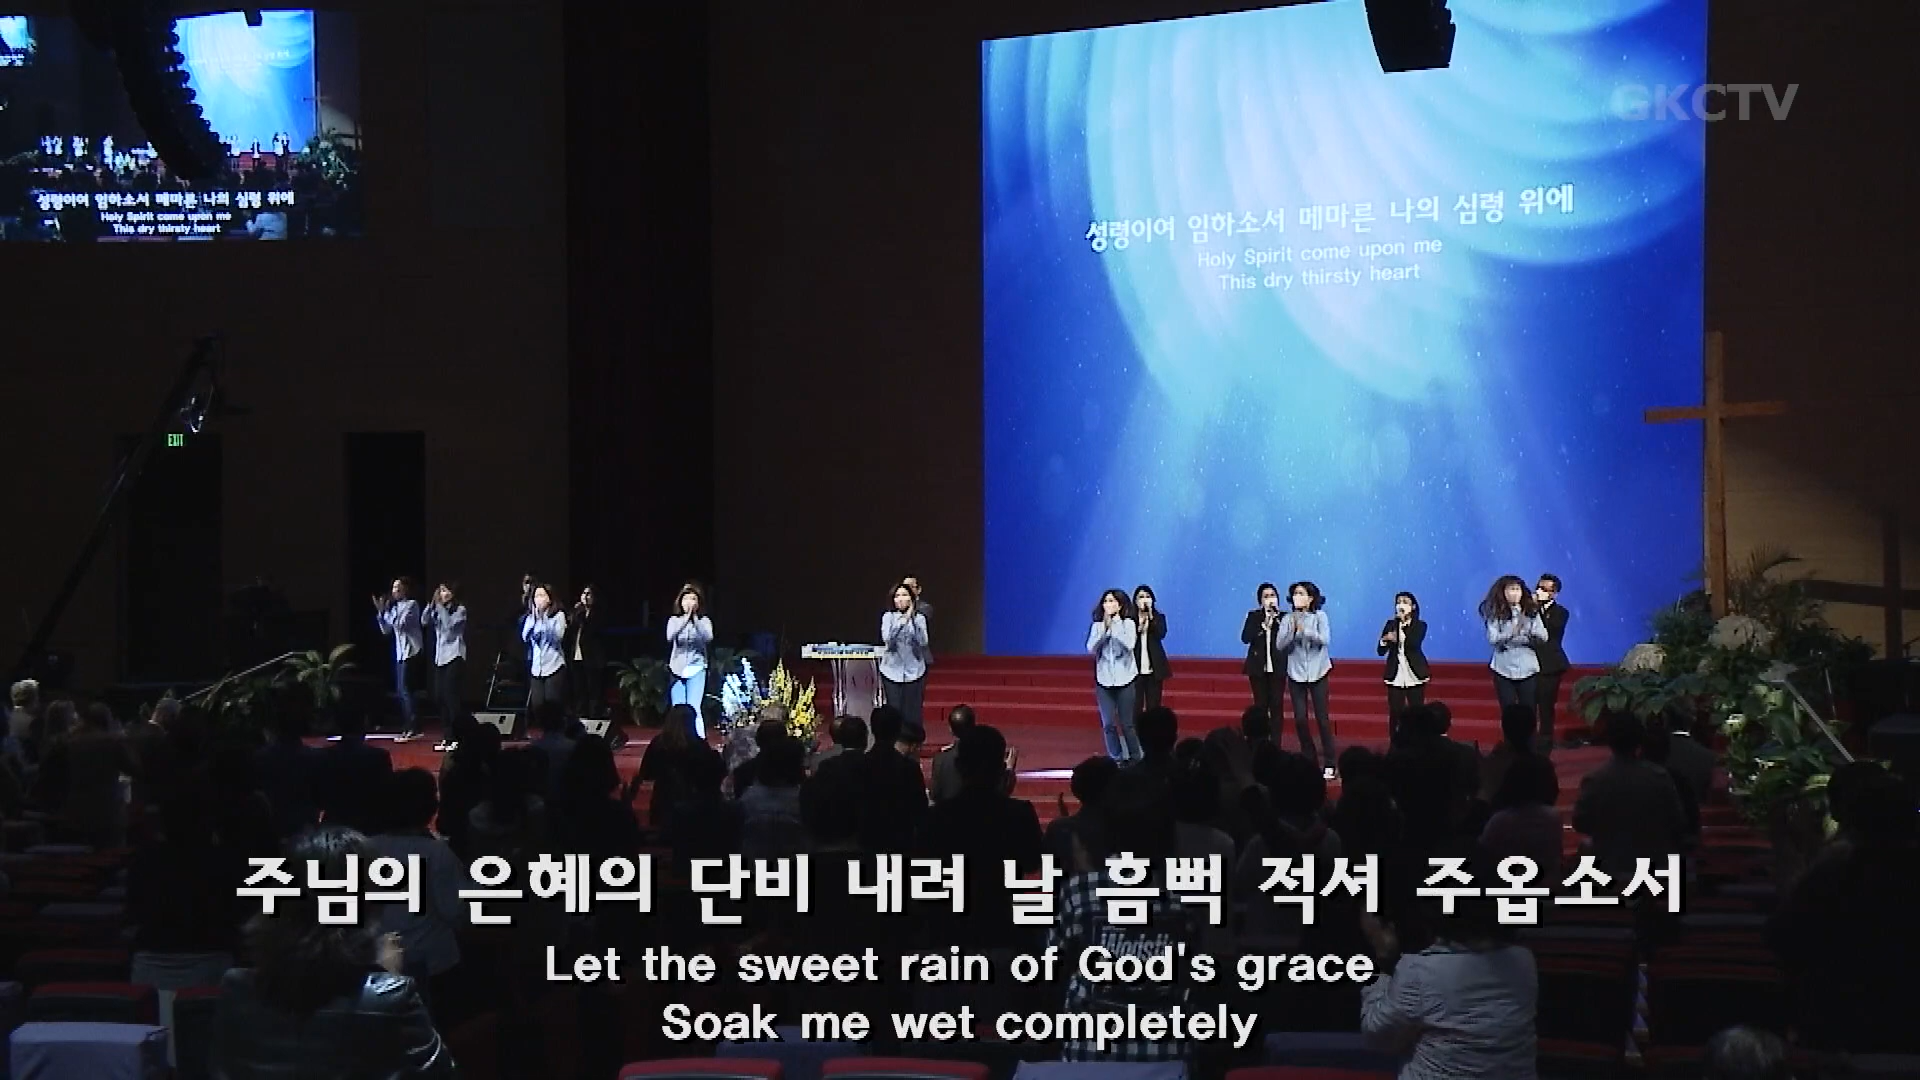 성령이여 임하소서 메마른 나의 심령 위에
Holy Spirit come upon me
This dry thirsty heart
GKCTV
성령이여 임하소서 메마른 나의 심령 위에
Holy Spirit come upon me
This dry thirsty heart
EXIT
주님의 은혜의 단비 내려 날 흠뻑 적셔 주옵소서
Let the sweet rain of God's grace
Soak me wet completely